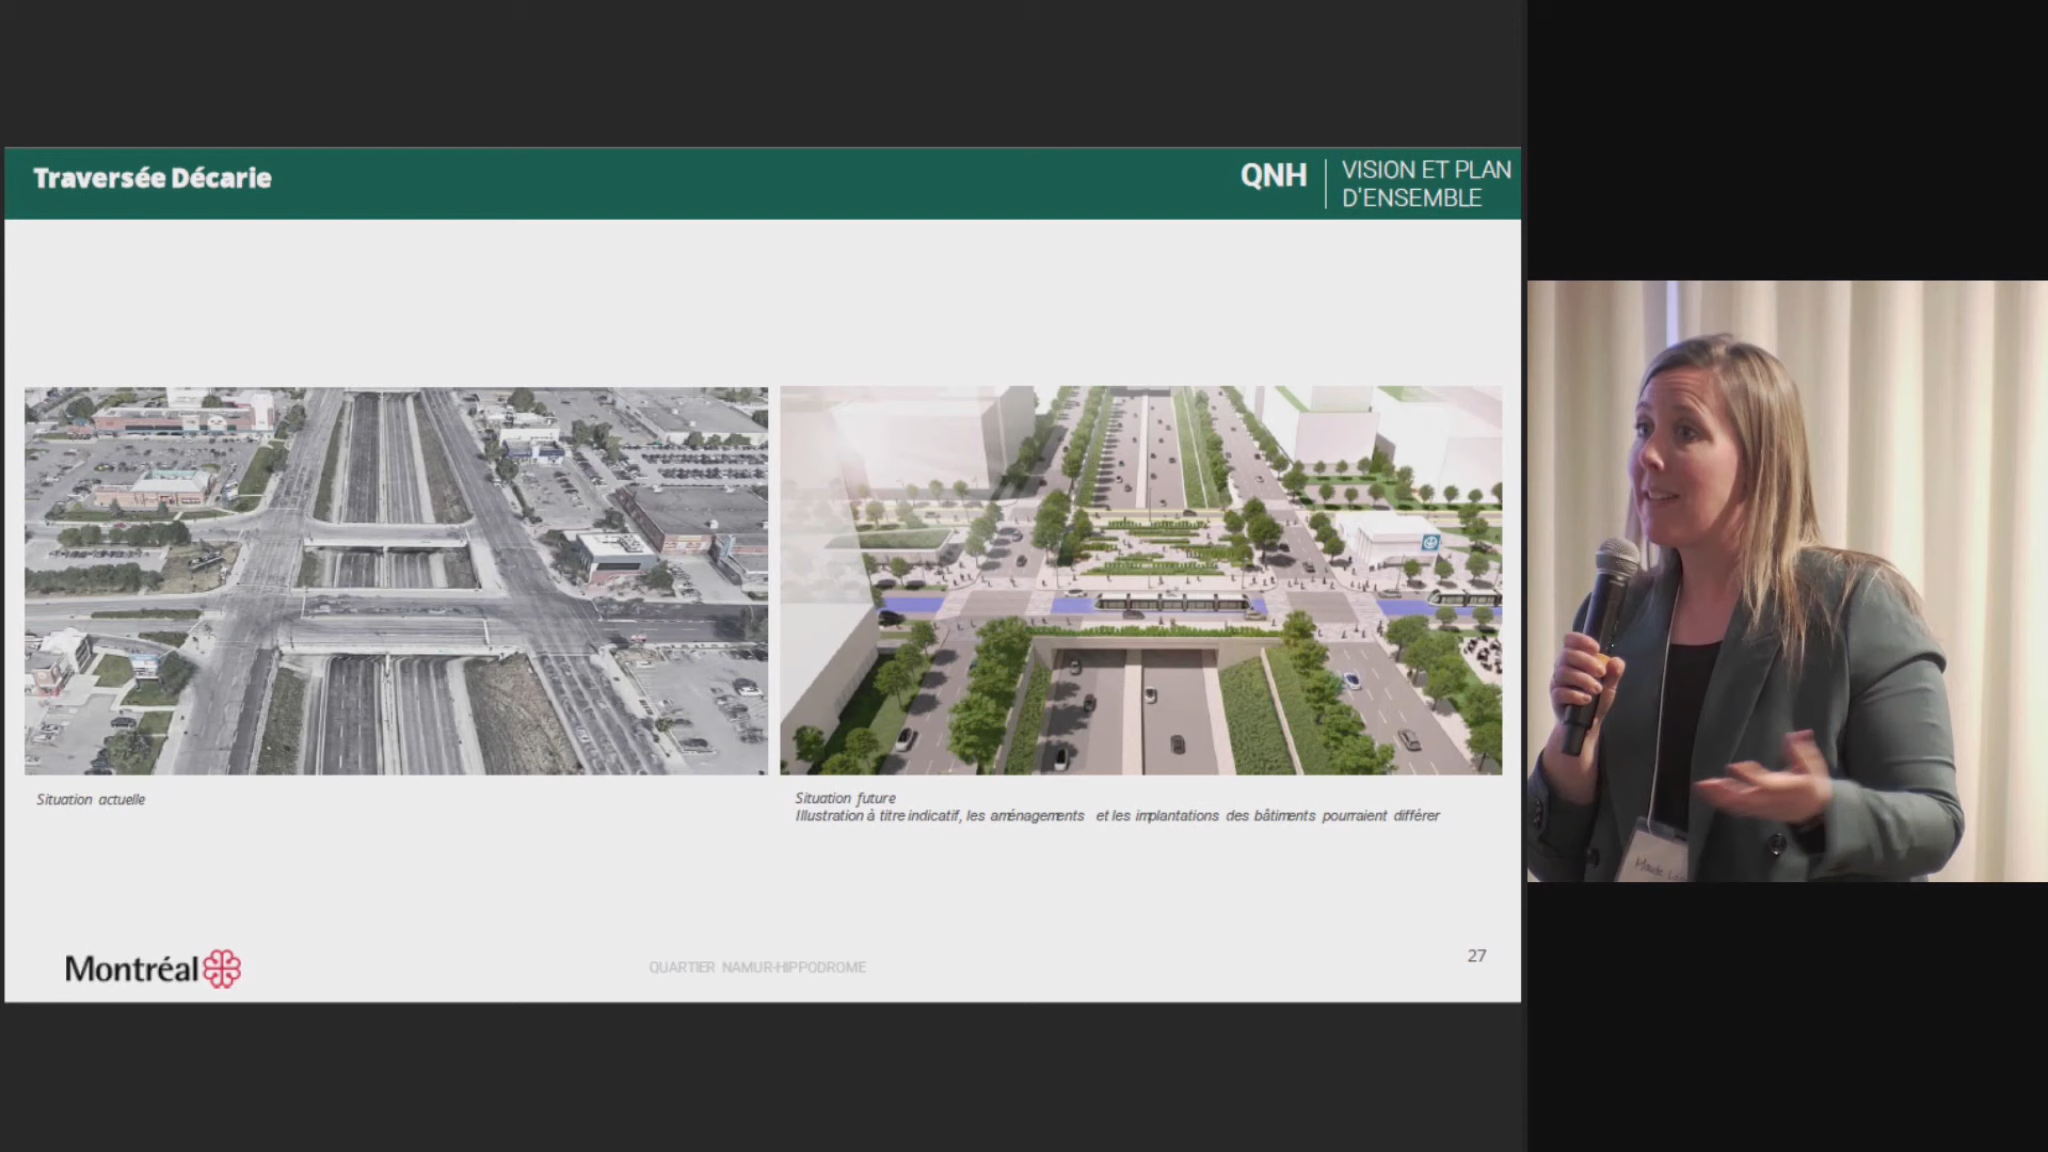 Traversée Décarie
QNH
VISION ET PLAN
D'ENSEMBLE
Situation actuelle
Situation future
Illustration à titre indicatif, les aménagements et les implantations des bâtiments pourraient différer
Montréal
QUARTIER NAMUR-HIPPODROME
27
Maude